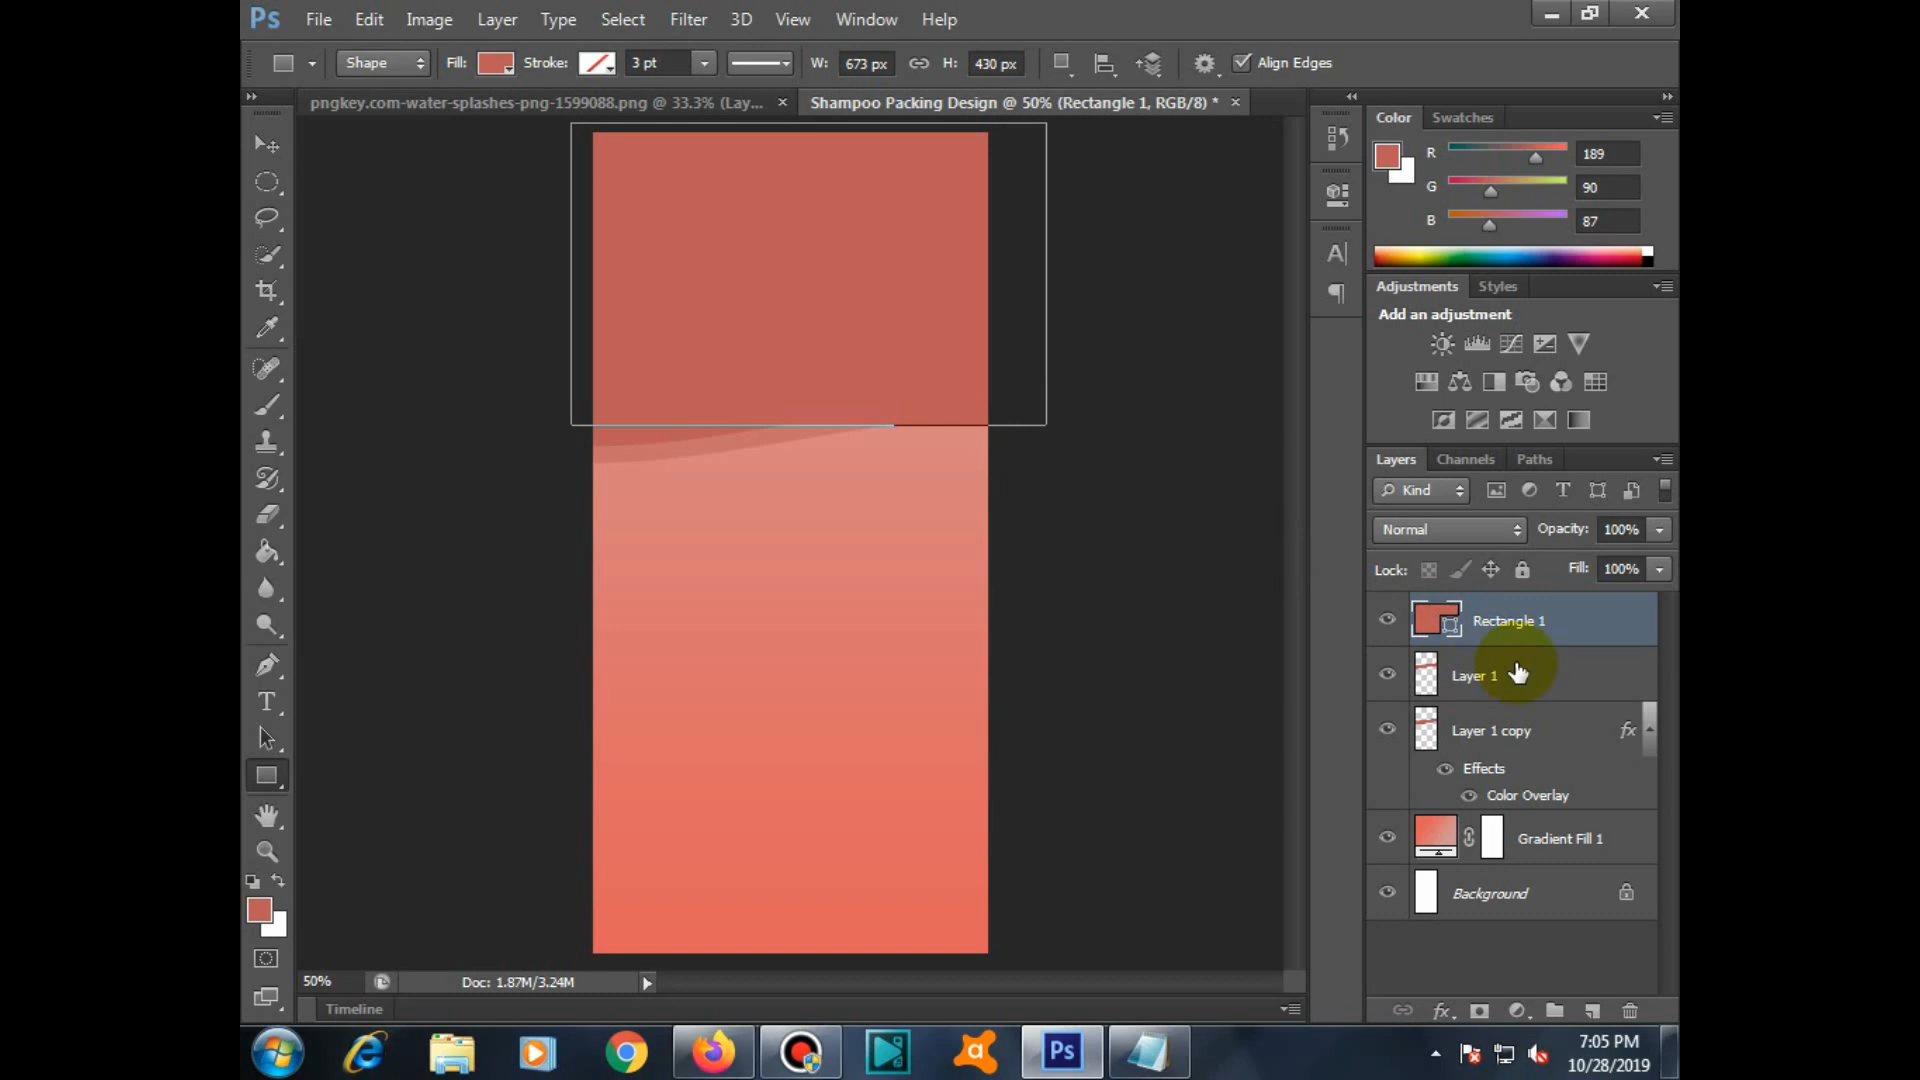 Ps File Edit Image Layer Type Select Filter 3D View Window Help
Shape Fill: Stroke: 3 pt W: 673 px H: 430 px Align Edges
pngkey.com-water-splashes-png-1599088.png @ 33.3% (Lay... × Shampoo Packing Design @ 50% (Rectangle 1, RGB/8) * ×
Color Swatches
R 189
G 90
B 87
Adjustments Styles
Add an adjustment
Layers Channels Paths
Kind
Normal Opacity: 100%
Lock: Fill: 100%
Rectangle 1
Layer 1
Layer 1 copy fx
Effects
Color Overlay
Gradient Fill 1
Background
50% Doc: 1.87M/3.24M
Timeline
Ps
7:05 PM
10/28/2019